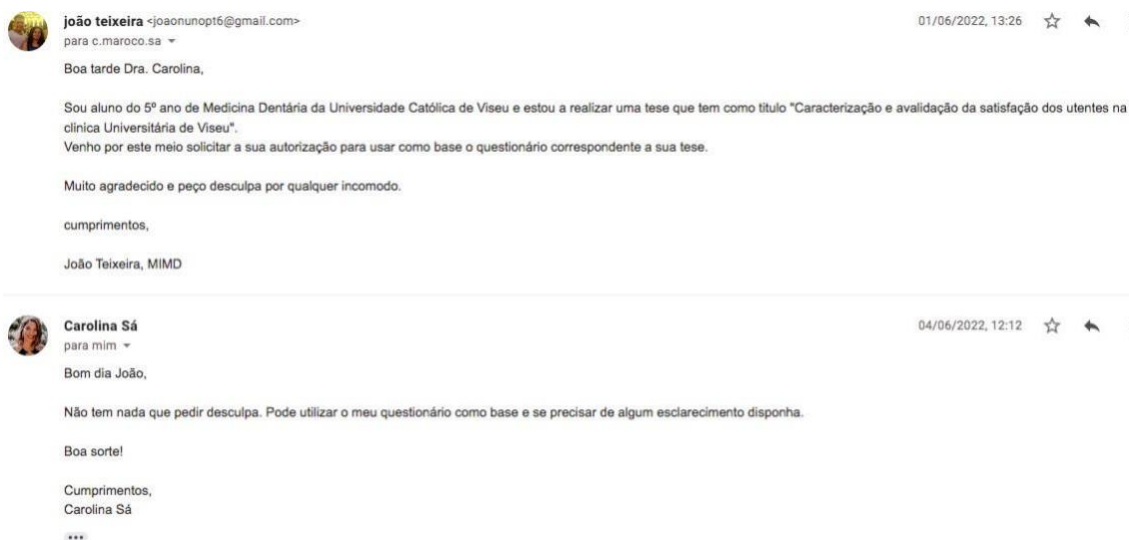 joão teixeira <joaonunopt6@gmail.com>
01/06/2022, 13:26
para c.maroco.sa
Boa tarde Dra. Carolina,
Sou aluno do 5º ano de Medicina Dentária da Universidade Católica de Viseu e estou a realizar uma tese que tem como titulo "Caracterização e avalidação da satisfação dos utentes na
clinica Universitária de Viseu".
Venho por este meio solicitar a sua autorização para usar como base o questionário correspondente a sua tese.
Muito agradecido e peço desculpa por qualquer incomodo.
cumprimentos,
João Teixeira, MIMD
Carolina Sá
04/06/2022, 12:12
para mim
Bom dia João,
Não tem nada que pedir desculpa. Pode utilizar o meu questionário como base e se precisar de algum esclarecimento disponha.
Boa sorte!
Cumprimentos,
Carolina Sá